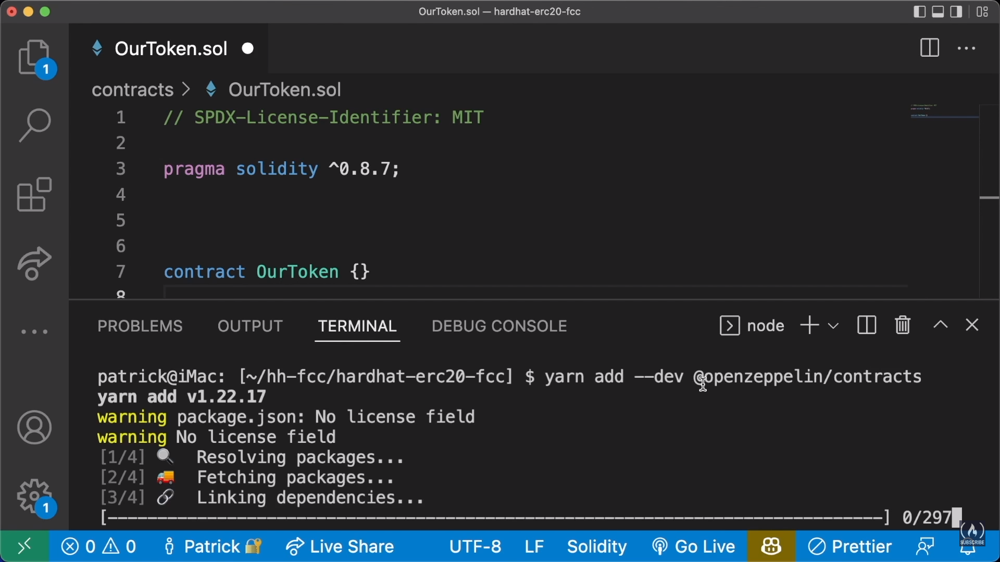 OurToken.sol — hardhat-erc20-fcc
OurToken.sol
contracts > OurToken.sol
1 // SPDX-License-Identifier: MIT
2
3 pragma solidity ^0.8.7;
4
5
6
7 contract OurToken {}
8
PROBLEMS OUTPUT TERMINAL DEBUG CONSOLE node
patrick@iMac: [~/hh-fcc/hardhat-erc20-fcc] $ yarn add --dev @openzeppelin/contracts
yarn add v1.22.17
warning package.json: No license field
warning No license field
[1/4] 🔍 Resolving packages...
[2/4] 🚚 Fetching packages...
[3/4] 🔗 Linking dependencies...
[------------------------------------------------------------------------------] 0/297
1
1
0 0 Patrick 🔐 Live Share UTF-8 LF Solidity Go Live Prettier
SUBSCRIBE